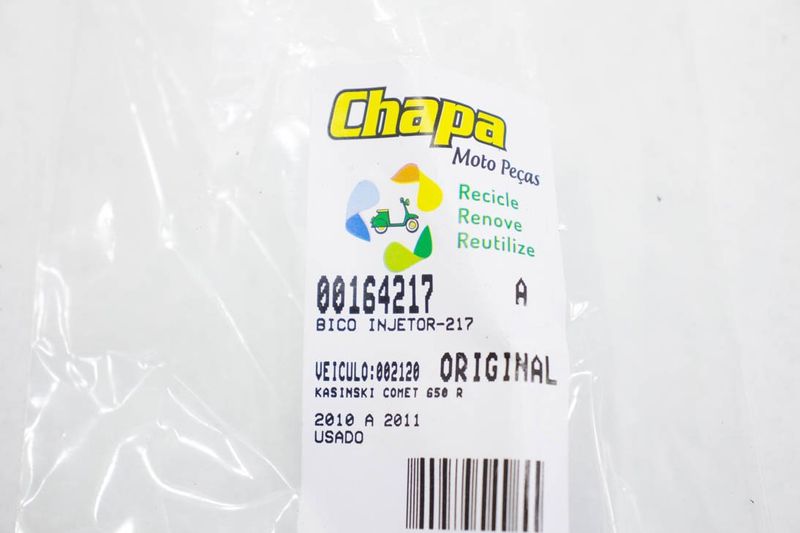 Chapa
Moto Peças
Recicle
Renove
Reutilize
00164217 A
BICO INJETOR-217
VEICULO:002120 ORIGINAL
KASINSKI COMET 650 R
2010 A 2011
USADO